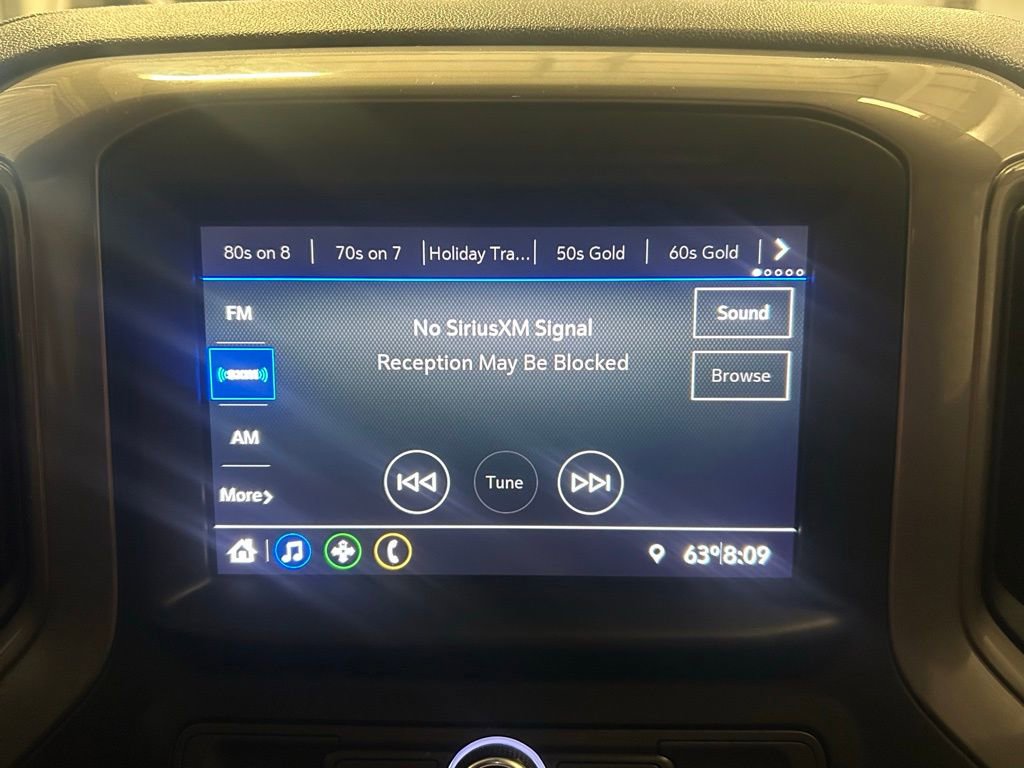 80s on 8 | 70s on 7 | Holiday Tra... | 50s Gold | 60s Gold
FM
No SiriusXM Signal
Sound
Reception May Be Blocked
Browse
AM
More
Tune
63° 8:09